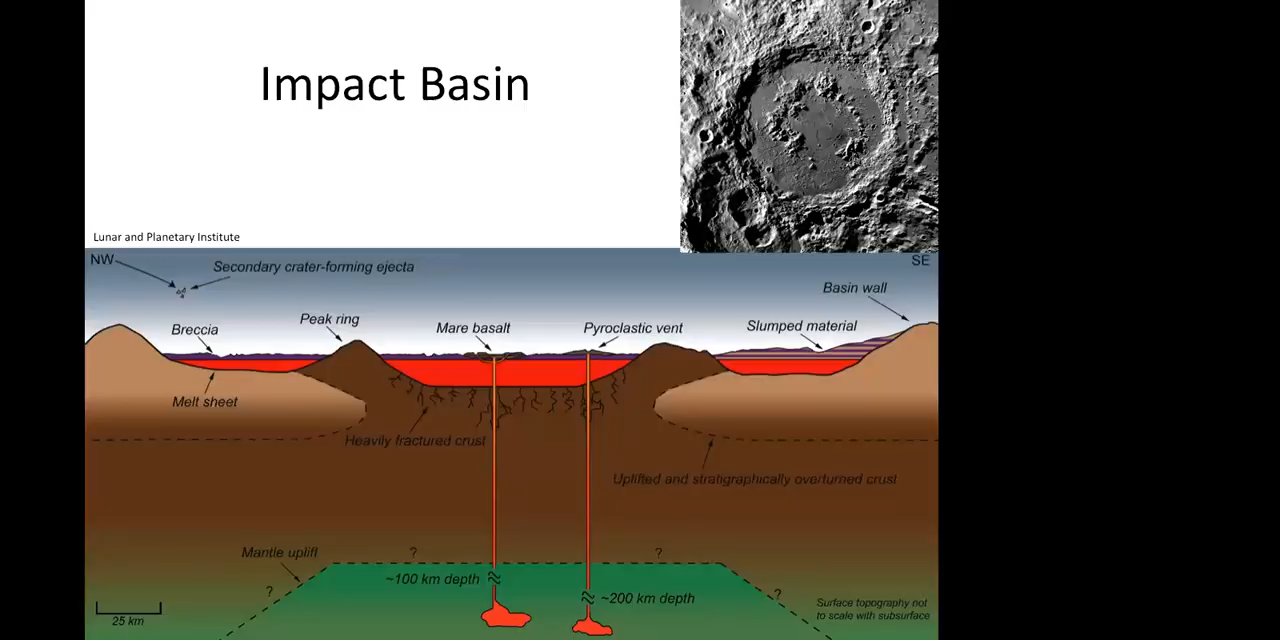 Impact Basin
Lunar and Planetary Institute
NW
Secondary crater-forming ejecta
SE
Basin wall
Breccia
Peak ring
Mare basalt
Pyroclastic vent
Slumped material
Melt sheet
Heavily fractured crust
Uplifted and stratigraphically overturned crust
Mantle uplift
?
?
?
?
~100 km depth
~200 km depth
25 km
Surface topography not
to scale with subsurface